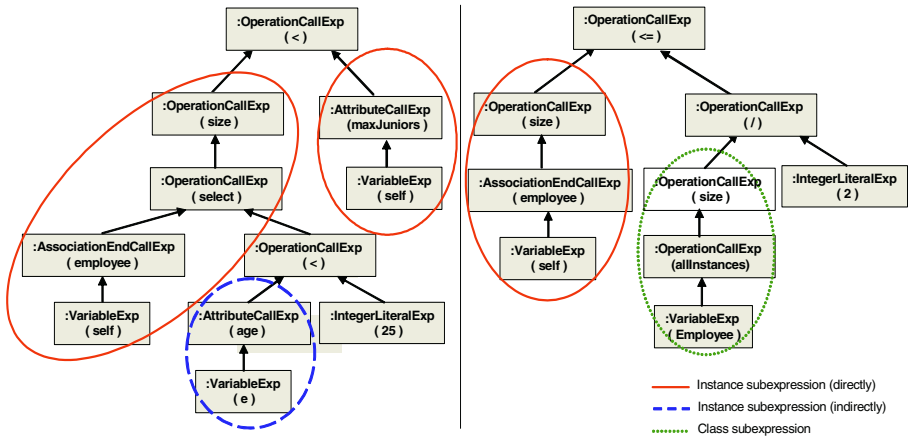 :OperationCallExp
( < )
:OperationCallExp
( size )
:AttributeCallExp
( maxJuniors )
:OperationCallExp
( select )
:VariableExp
( self )
:AssociationEndCallExp
( employee )
:OperationCallExp
( < )
:VariableExp
( self )
:AttributeCallExp
( age )
:IntegerLiteralExp
( 25 )
:VariableExp
( e )
:OperationCallExp
( <= )
:OperationCallExp
( size )
:OperationCallExp
( / )
:AssociationEndCallExp
( employee )
:OperationCallExp
( size )
:IntegerLiteralExp
( 2 )
:VariableExp
( self )
:OperationCallExp
(allInstances)
:VariableExp
( Employee )
Instance subexpression (directly)
Instance subexpression (indirectly)
Class subexpression